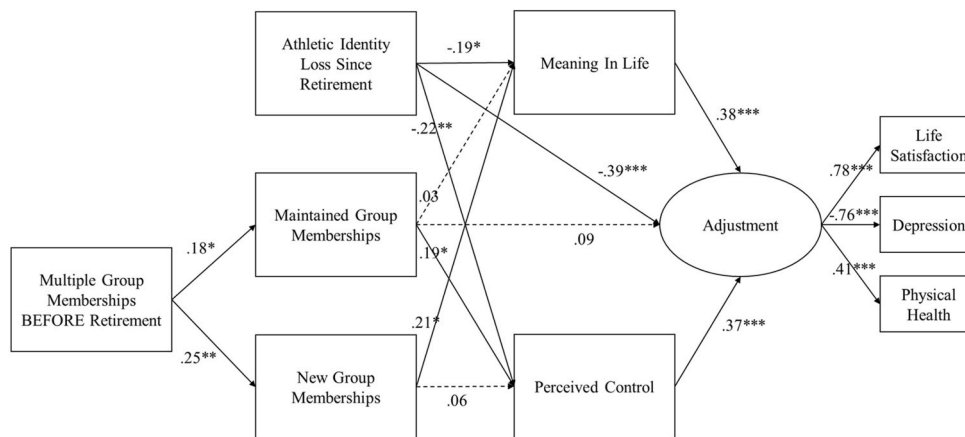 Athletic Identity
Loss Since
Retirement
-.19*
Meaning In Life
-.22**
.38***
Life
Satisfaction
.78***
-.39***
.03
Maintained Group
Memberships
.09
Adjustment
-.76***
Depression
.18*
.19*
.41***
Multiple Group
Memberships
BEFORE Retirement
Physical
Health
.21*
.37***
.25**
New Group
Memberships
.06
Perceived Control